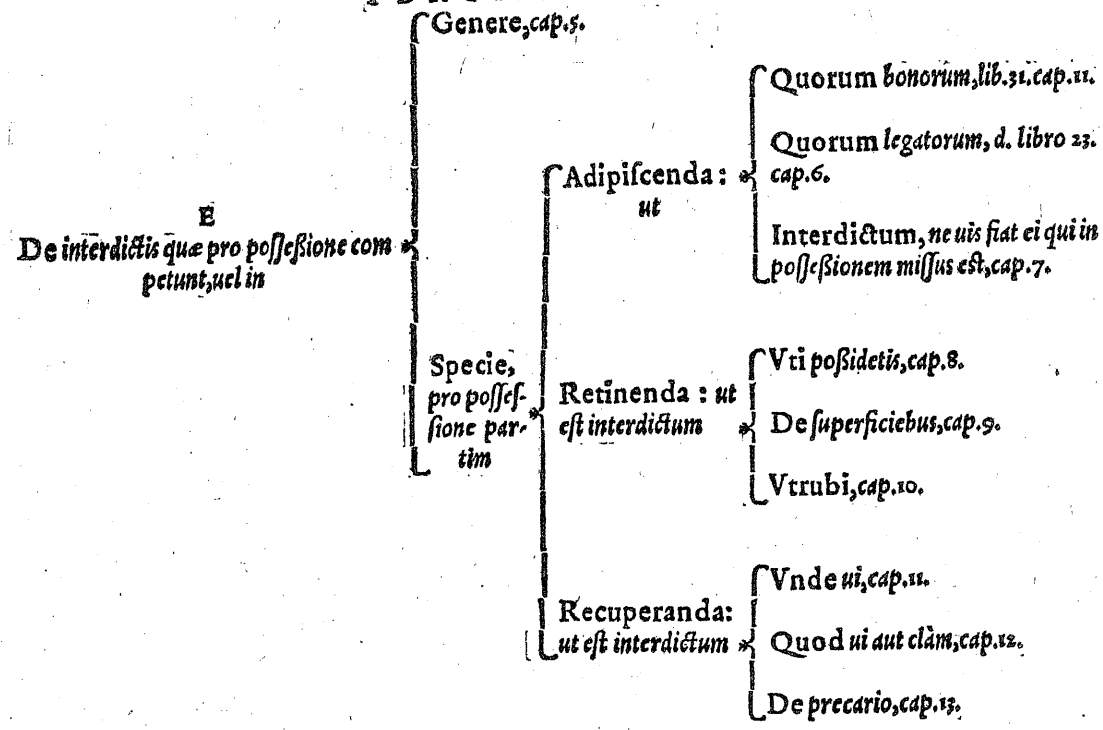 Genere, cap.5.
E
De interdictis quæ pro possessione com
petunt, uel in
Specie,
pro posses-
sione par-
tim
Adipiscenda:
ut
Quorum bonorum, lib.31.cap.11.
Quorum legatorum, d. libro 23.
cap.6.
Interdictum, ne uis fiat ei qui in
possessionem missus est, cap.7.
Retinenda : ut
est interdictum
Vti possidetis, cap.8.
De superficiebus, cap.9.
Vtrubi, cap.10.
Recuperanda:
ut est interdictum
Vnde ui, cap.11.
Quod ui aut clàm, cap.12.
De precario, cap.13.